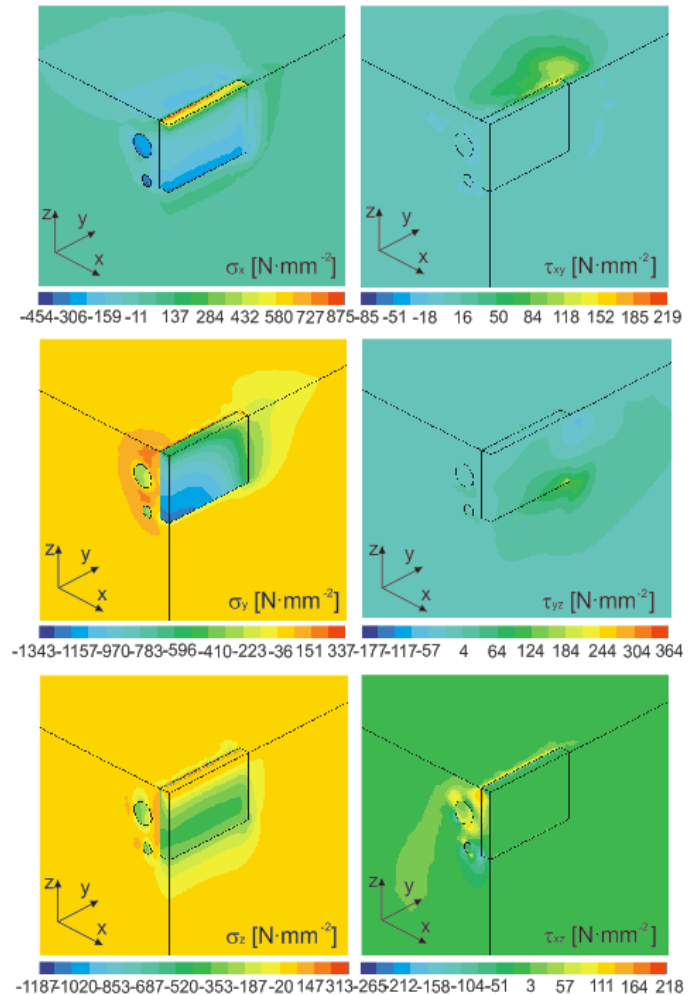 z y x σx [N·mm-2] z y x τxy [N·mm-2]
-454-306-159 -11 137 284 432 580 727 875-85 -51 -18 16 50 84 118 152 185 219
z y x σy [N·mm-2] z y x τyz [N·mm-2]
-1343-1157-970-783-596-410-223-36 151 337-177-117-57 4 64 124 184 244 304 364
z y x σz [N·mm-2] z y x τxz [N·mm-2]
-1187-1020-853-687-520-353-187-20 147313-265-212-158-104-51 3 57 111 164 218